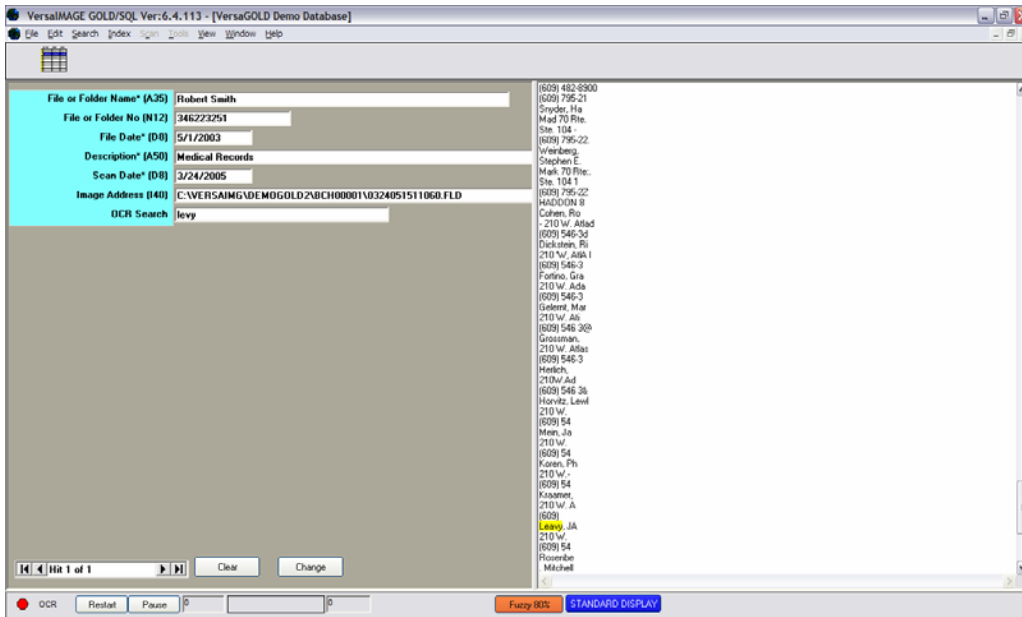 VersaIMAGE GOLD/SQL Ver:6.4.113 - [VersaGOLD Demo Database]
File Edit Search Index Scan Tools View Window Help
File or Folder Name* (A35) Robert Smith
File or Folder No (N12) 346223251
File Date* (D8) 5/1/2003
Description* (A50) Medical Records
Scan Date* (D8) 3/24/2005
Image Address (I40) C:\VERSAIMG\DEMOGOLD2\BCH00001\0324051511060.FLD
OCR Search levy
(609) 482-8900
(609) 795-21
Snyder, Ha
Mad 70 Rte.
Ste. 104 -
(609) 795-22.
Weinberg,
Stephen E.
Mark 70 Rte:.
Ste. 104 1
(609) 795-22'
HADDON 8
Cohen, Ro
- 210 W. Atlad
(609) 546-3d
Dickstein, Ri
210 'W, AtlA I
(609) 546-3
Fortino, Gra
210 W. Ada
(609) 546-3
Gelernt, Mar
210 W. Ati
(609) 546 3@
Grossman,
210 W. Atlas
(609) 546-3
Herlich,
210W.Ad
(609) 546 3&
Horvitz, Lewl
210 W.
(609) 54
Mein, Ja
210 W.
(609) 54
Koren, Ph
210 W.-
(609) 54
Kraamer,
210 W. A
(609)
Leavy, JA
210 W.
(609) 54
Rosenbe
. Mitchell
Hit 1 of 1
Clear
Change
OCR
Restart
Pause
0
0
Fuzzy 80%
STANDARD DISPLAY